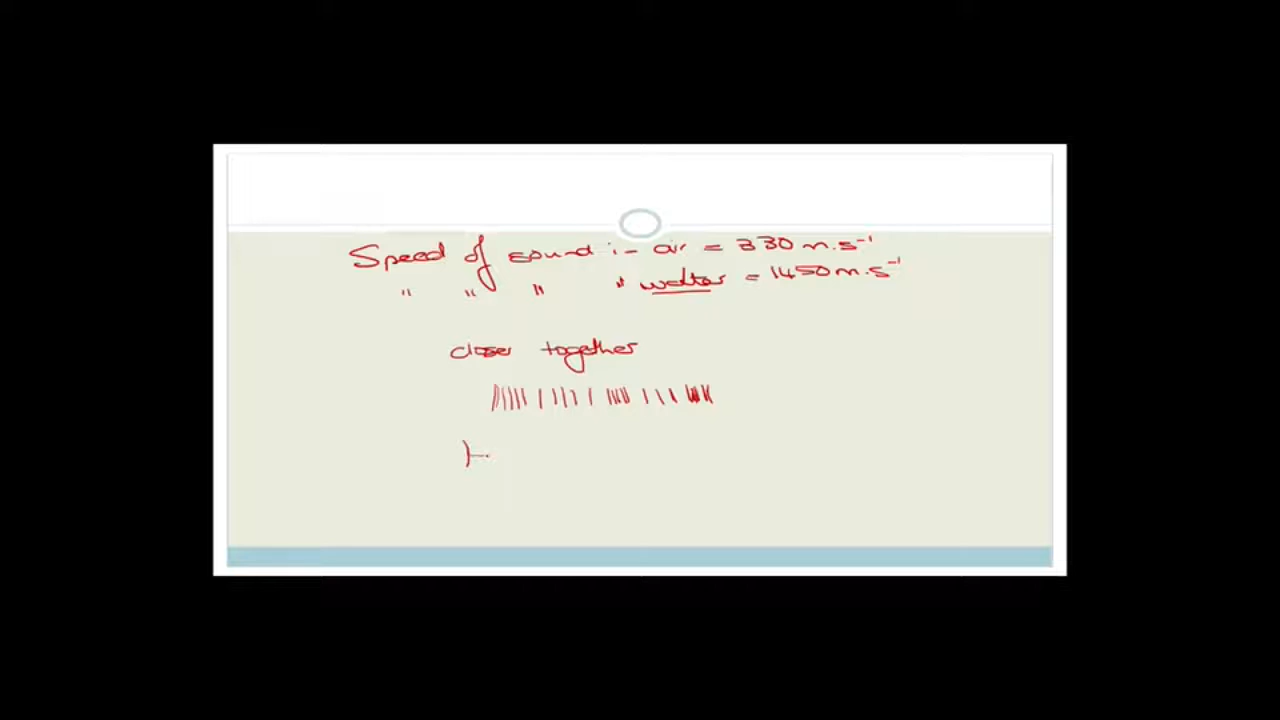 Speed of sound in air = 330 m.s⁻¹
" " " " water = 1450 m.s⁻¹
closer together